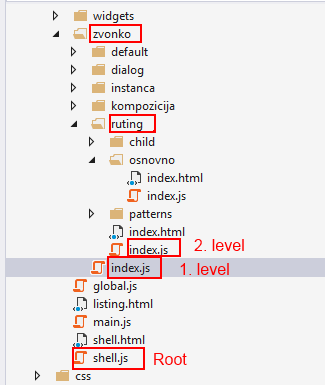 widgets
zvonko
default
dialog
instanca
kompozicija
ruting
child
osnovno
index.html
index.js
patterns
index.html
index.js 2. level
index.js 1. level
global.js
listing.html
main.js
shell.html
shell.js Root
css